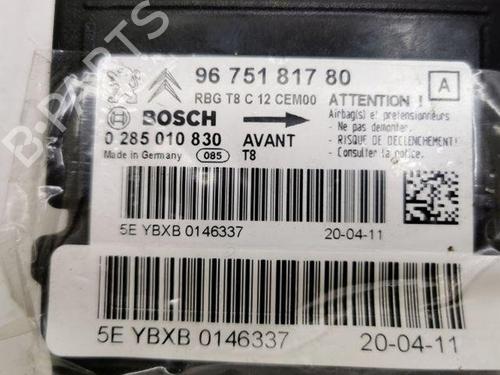 96 751 817 80
A
RBG T8 C 12 CEM00
ATTENTION !
BOSCH
Airbag(s) et pretensionneurs
- Ne pas demonter.
0 285 010 830
AVANT
- RISQUE DE DECLENCHEMENT!
Made in Germany
085
T8
- Consulter la notice.
5E YBXB 0146337
20-04-11
5E YBXB 0146337
20-04-11
B-PARTS